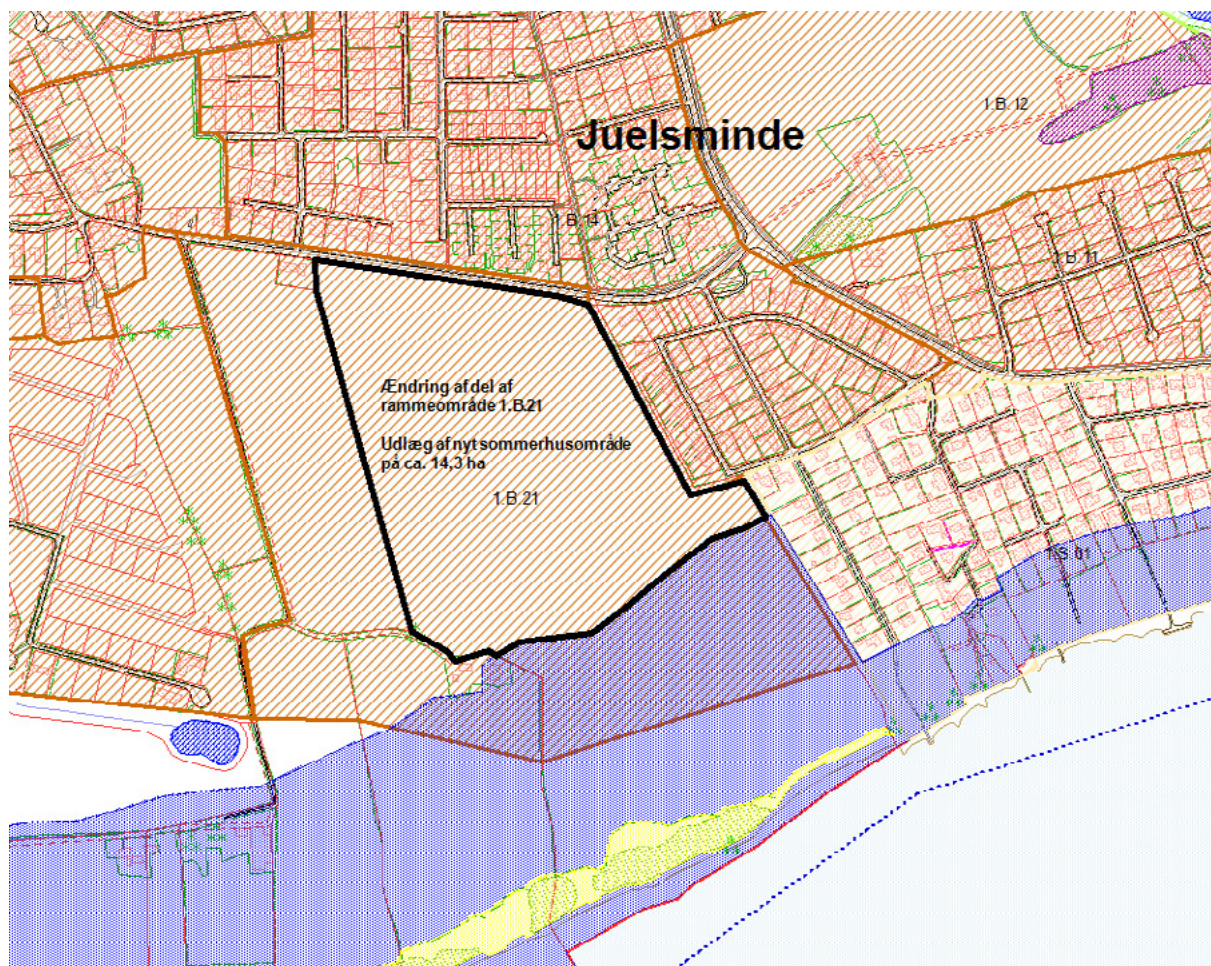 1.B.12
Juelsminde
1.B.14
1.B.11
Ændring af del af
rammeområde 1.B.21
Udlæg af nyt sommerhusområde
på ca. 14,3 ha
1.B.21
1.S.01